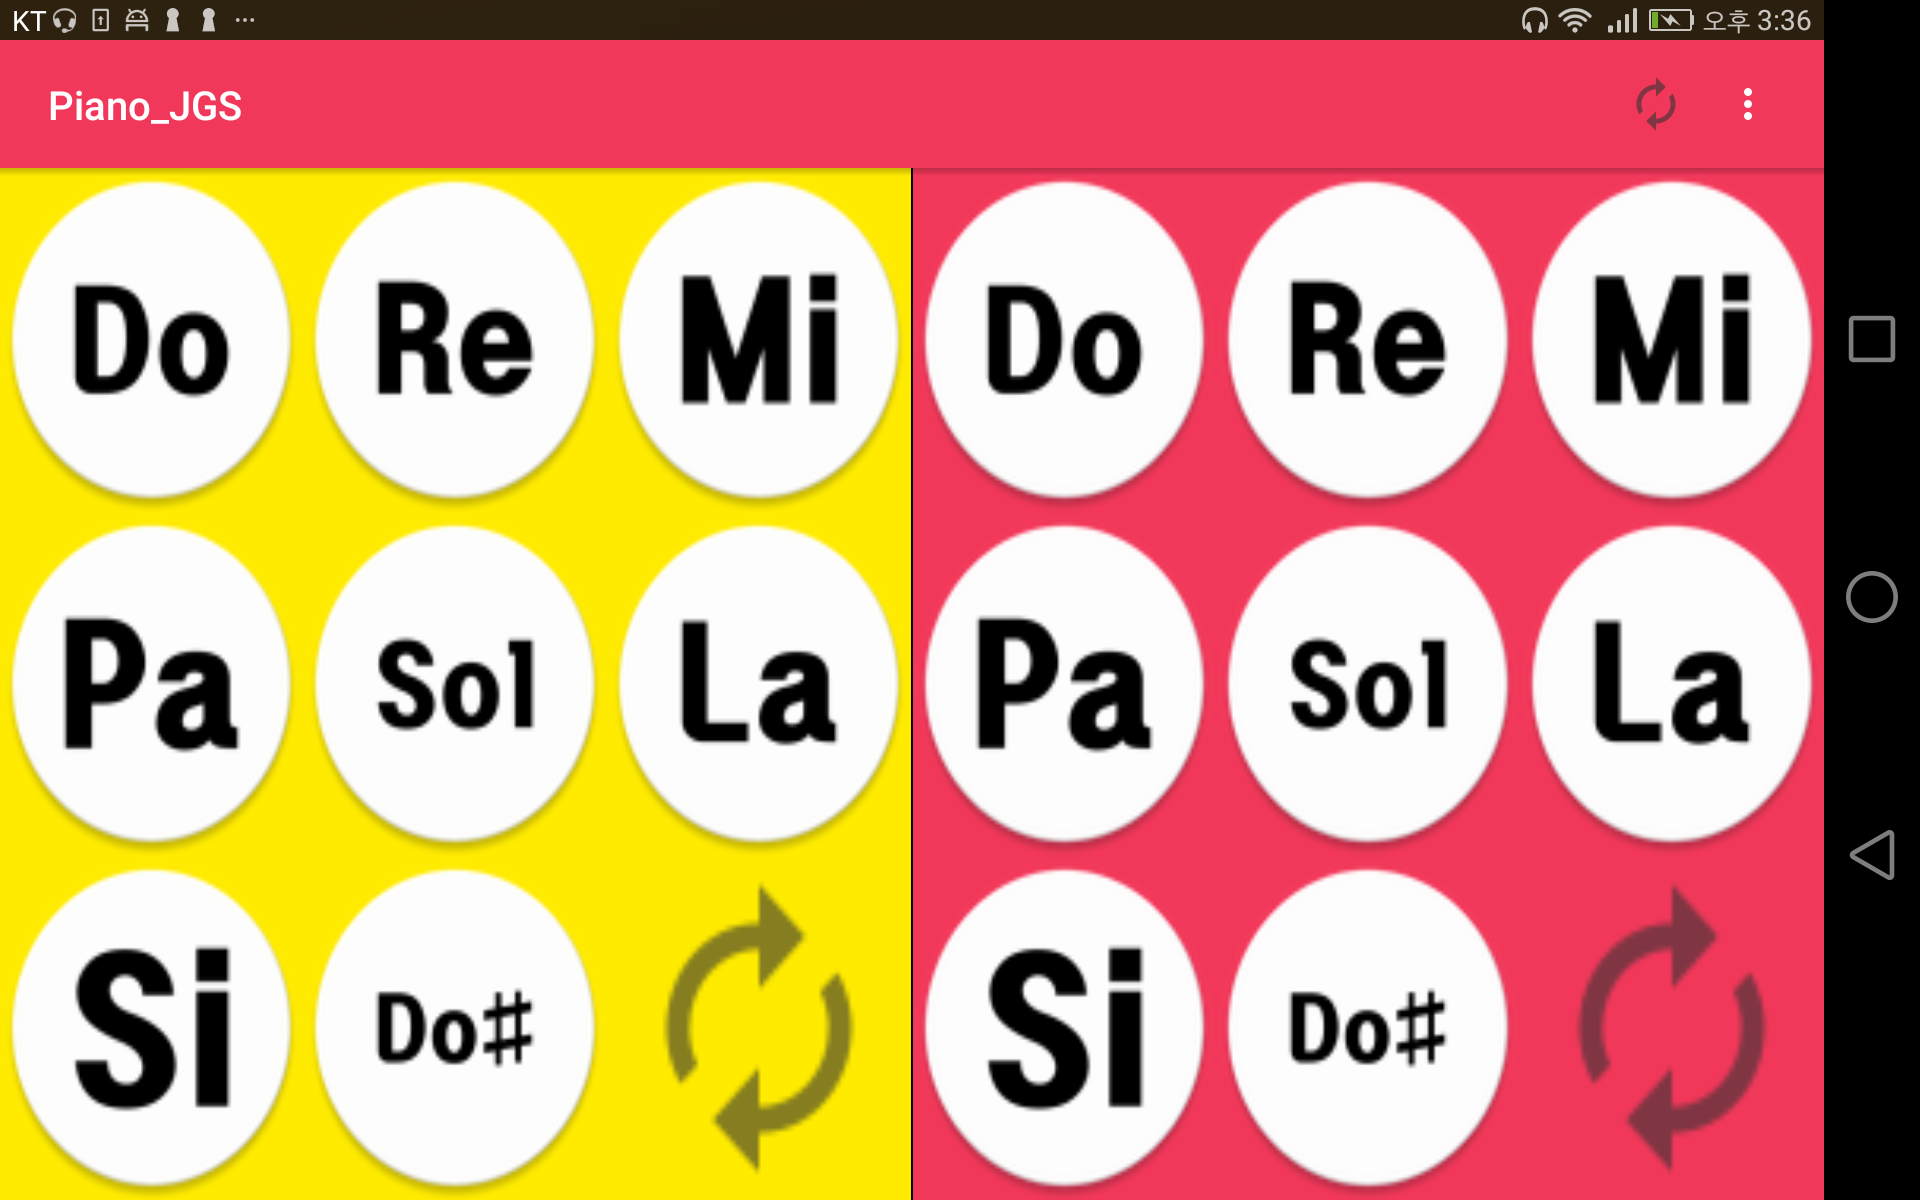 KT 오후 3:36
Piano_JGS
Do Re Mi Do Re Mi
Pa Sol La Pa Sol La
Si Do# Si Do#